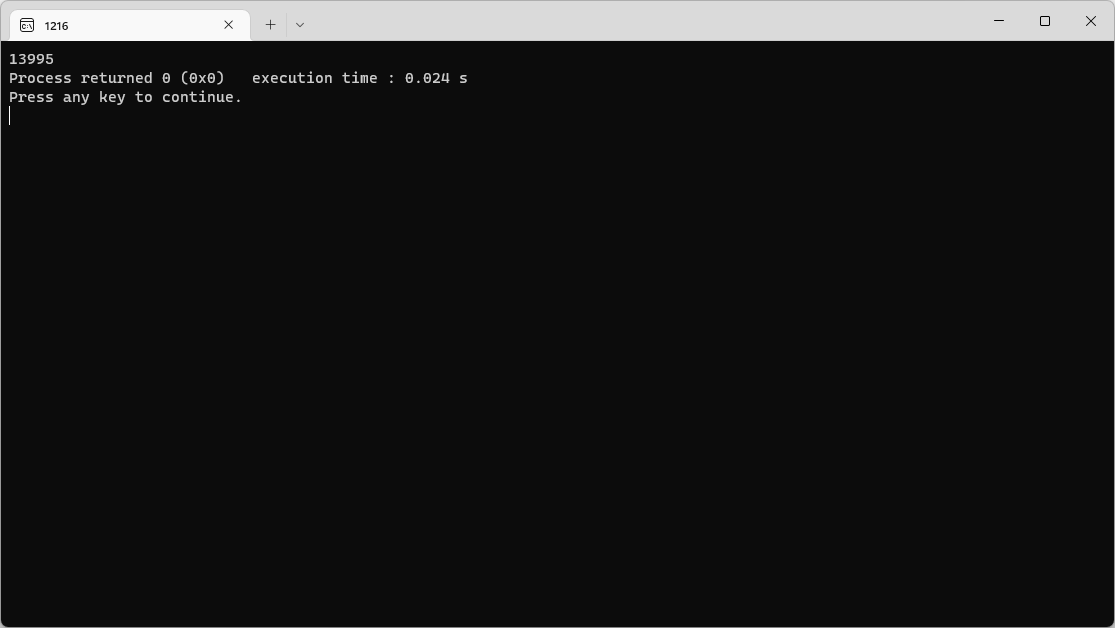 1216
13995
Process returned 0 (0x0)   execution time : 0.024 s
Press any key to continue.